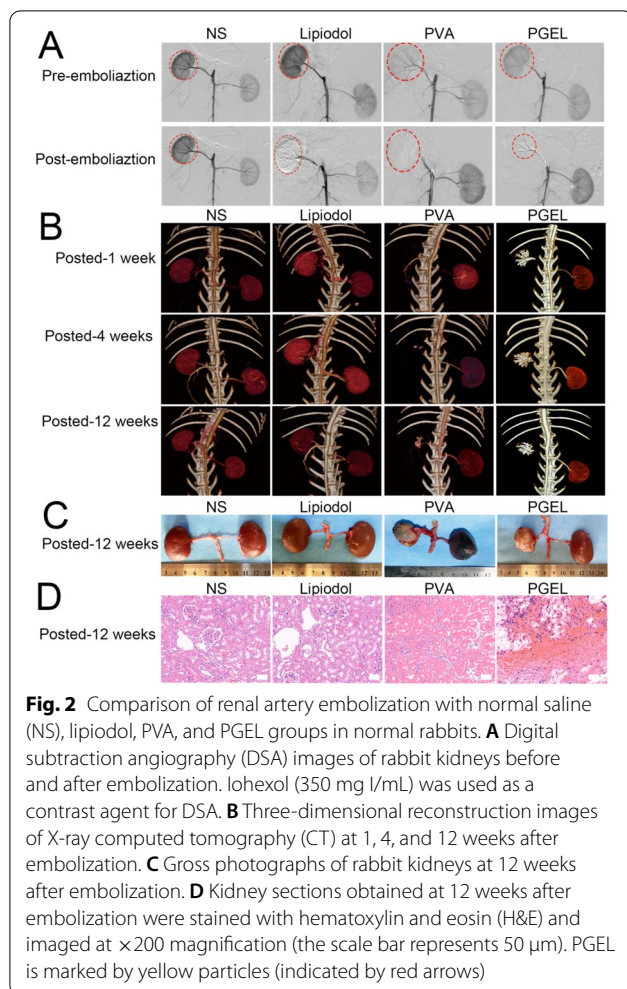 A
NS Lipiodol PVA PGEL
Pre-emboliaztion
Post-emboliaztion
B
NS Lipiodol PVA PGEL
Posted-1 week
Posted-4 weeks
Posted-12 weeks
C
NS Lipiodol PVA PGEL
Posted-12 weeks
D
NS Lipiodol PVA PGEL
Posted-12 weeks
Fig. 2 Comparison of renal artery embolization with normal saline
(NS), lipiodol, PVA, and PGEL groups in normal rabbits. A Digital
subtraction angiography (DSA) images of rabbit kidneys before
and after embolization. Iohexol (350 mg I/mL) was used as a
contrast agent for DSA. B Three-dimensional reconstruction images
of X-ray computed tomography (CT) at 1, 4, and 12 weeks after
embolization. C Gross photographs of rabbit kidneys at 12 weeks
after embolization. D Kidney sections obtained at 12 weeks after
embolization were stained with hematoxylin and eosin (H&E) and
imaged at ×200 magnification (the scale bar represents 50 μm). PGEL
is marked by yellow particles (indicated by red arrows)